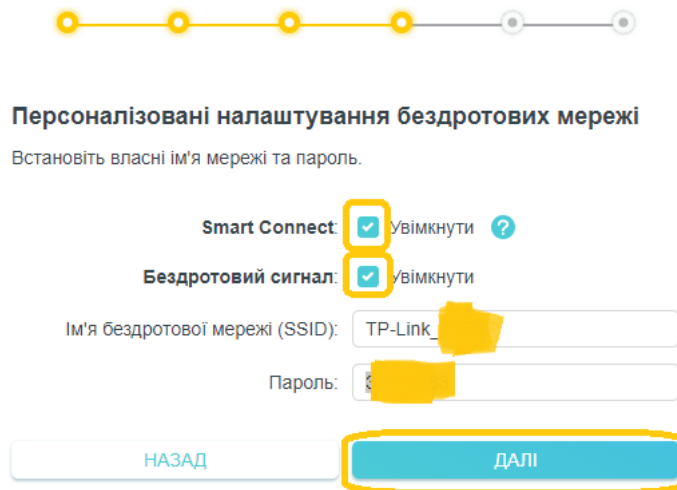 Персоналізовані налаштування бездротових мережі
Встановіть власні ім'я мережі та пароль.
Smart Connect: Увімкнути ?
Бездротовий сигнал: Увімкнути
Ім'я бездротової мережі (SSID): TP-Link_
Пароль:
НАЗАД ДАЛІ